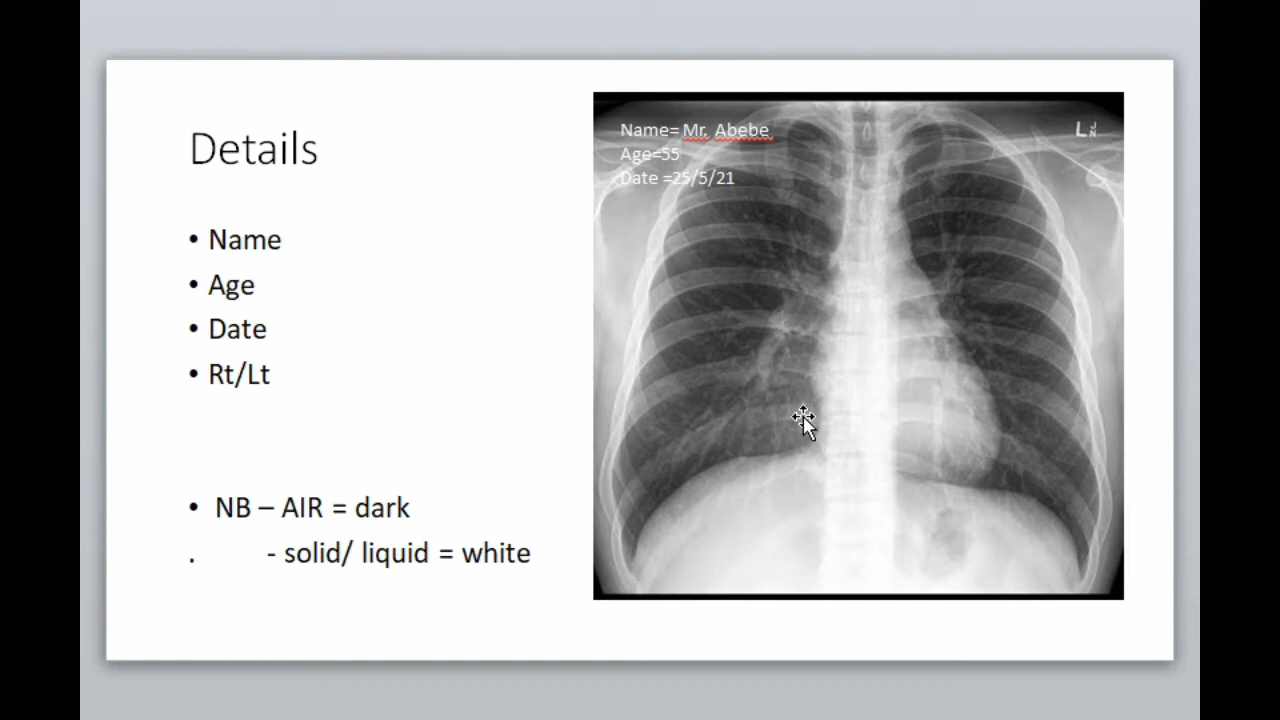 Details
• Name
• Age
• Date
• Rt/Lt
• NB – AIR = dark
. - solid/ liquid = white
Name= Mr. Abebe
Age=55
Date =25/5/21
L JN